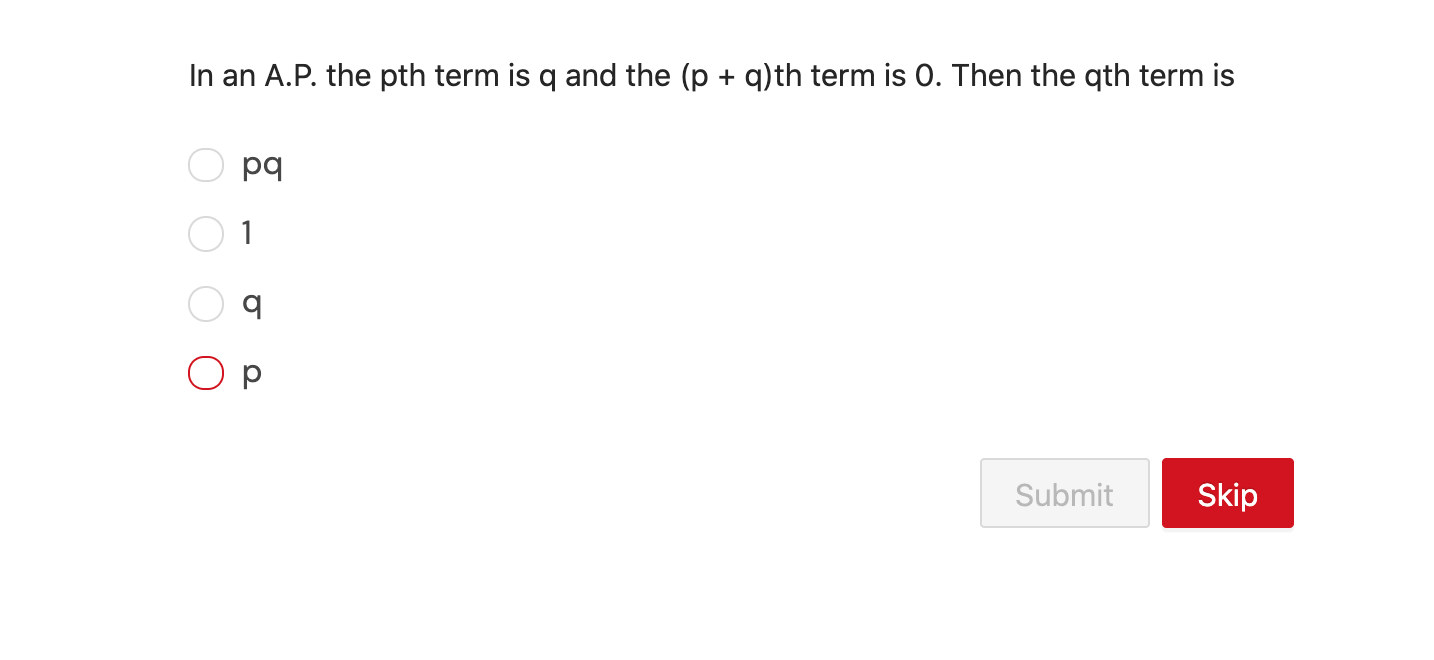 In an A.P. the pth term is q and the (p + q)th term is 0. Then the qth term is
pq
1
q
p
Submit
Skip